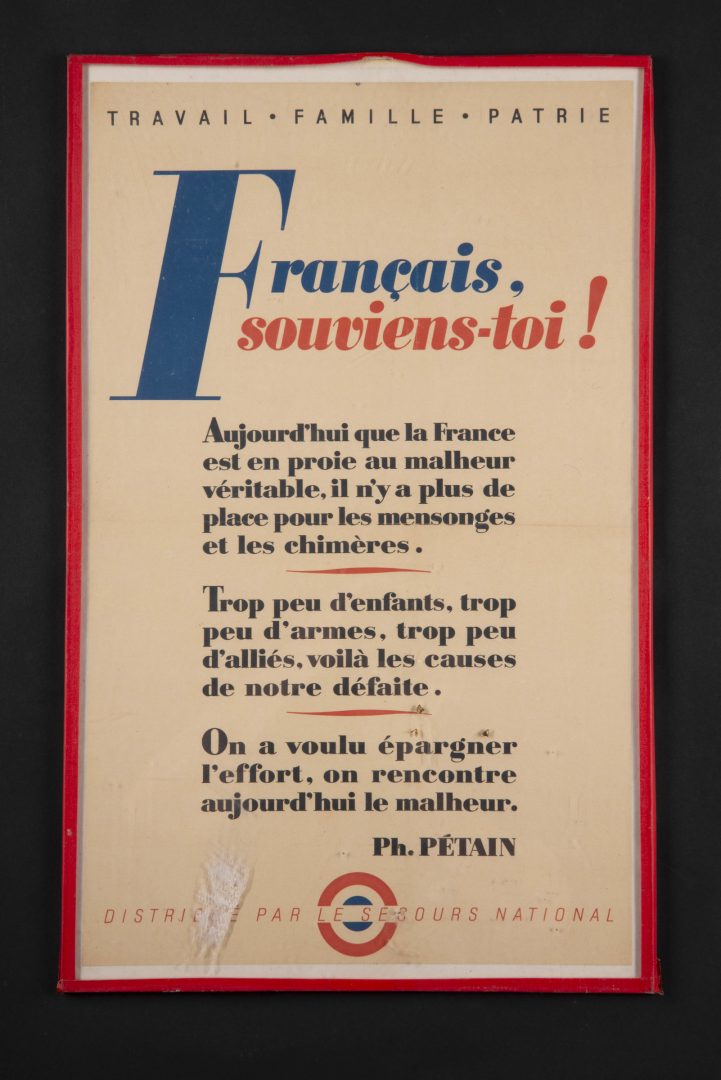 TRAVAIL • FAMILLE • PATRIE
Français,
souviens-toi !
Aujourd'hui que la France
est en proie au malheur
véritable, il n'y a plus de
place pour les mensonges
et les chimères.
Trop peu d'enfants, trop
peu d'armes, trop peu
d'alliés, voilà les causes
de notre défaite.
On a voulu épargner
l'effort, on rencontre
aujourd'hui le malheur.
Ph. PÉTAIN
DISTRIBUÉ PAR LE SECOURS NATIONAL